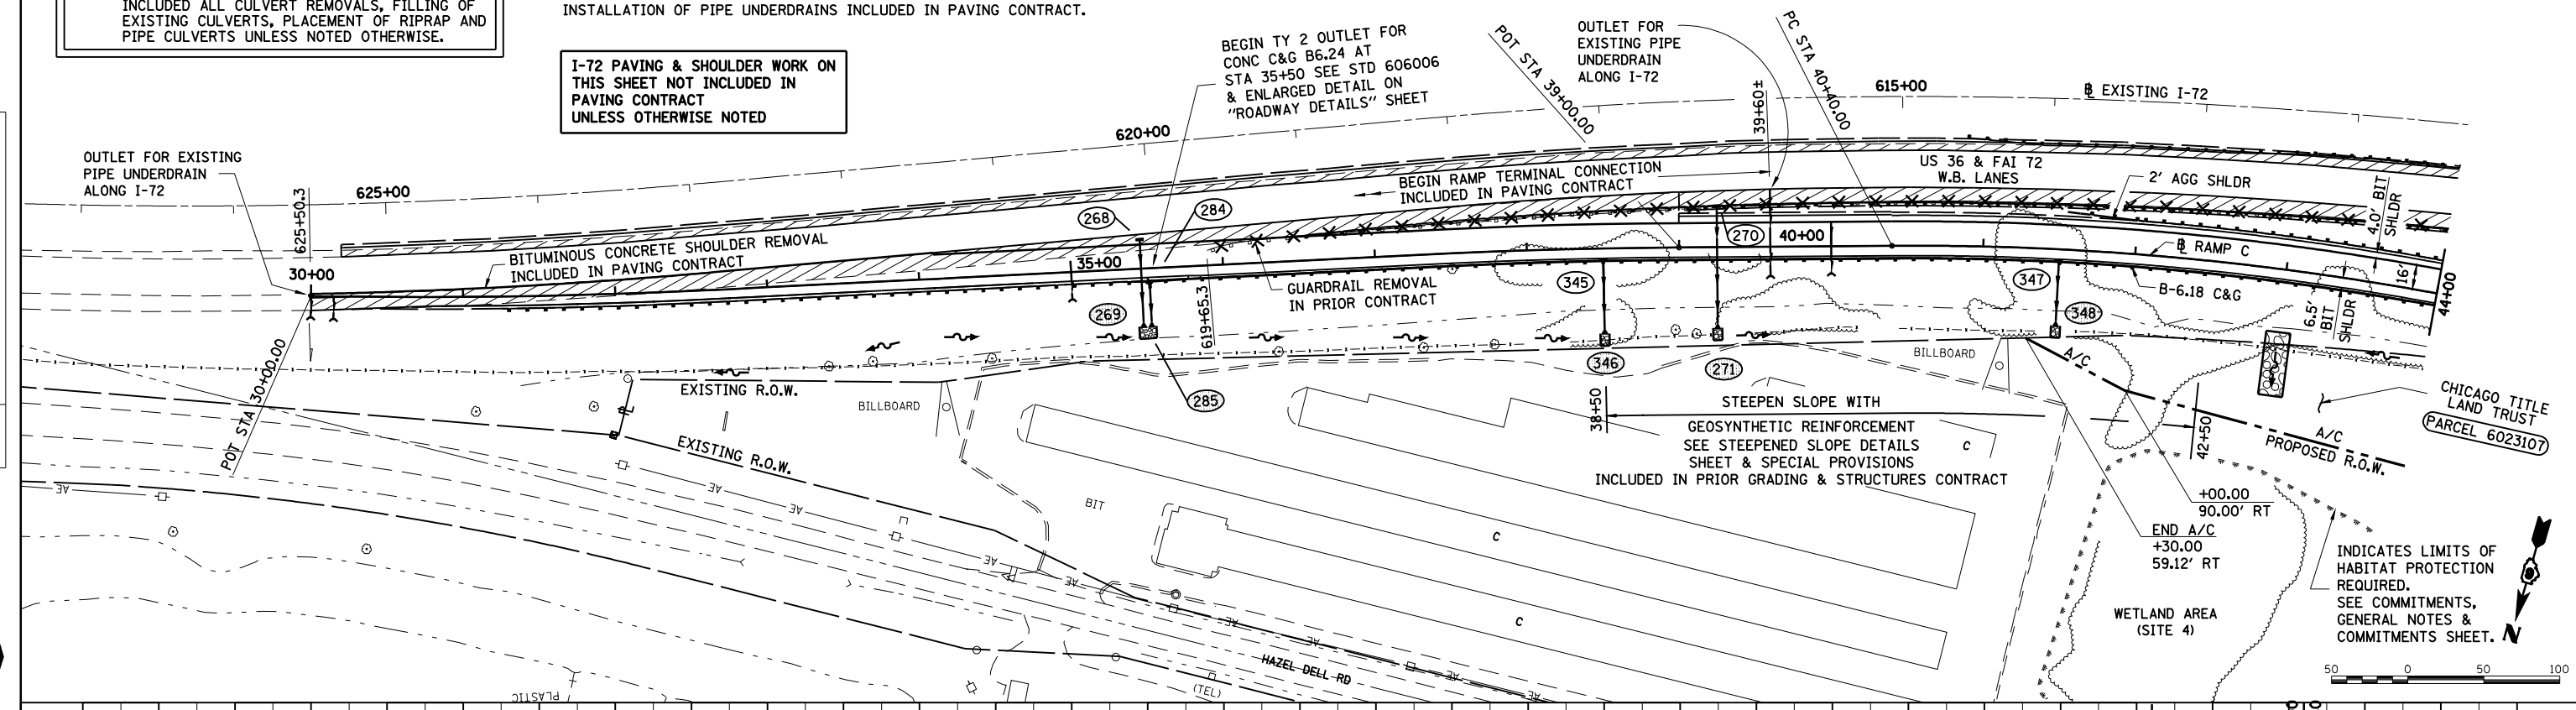 INCLUDED ALL CULVERT REMOVALS, FILLING OF
EXISTING CULVERTS, PLACEMENT OF RIPRAP AND
PIPE CULVERTS UNLESS NOTED OTHERWISE.
INSTALLATION OF PIPE UNDERDRAINS INCLUDED IN PAVING CONTRACT.
I-72 PAVING & SHOULDER WORK ON
THIS SHEET NOT INCLUDED IN
PAVING CONTRACT
UNLESS OTHERWISE NOTED
BEGIN TY 2 OUTLET FOR
CONC C&G B6.24 AT
STA 35+50 SEE STD 606006
& ENLARGED DETAIL ON
"ROADWAY DETAILS" SHEET
POT STA 39+00.00
OUTLET FOR
EXISTING PIPE
UNDERDRAIN
ALONG I-72
39+60±
PC STA 40+40.00
615+00
℄ EXISTING I-72
620+00
625+00
OUTLET FOR EXISTING
PIPE UNDERDRAIN
ALONG I-72
625+50.3
30+00
BITUMINOUS CONCRETE SHOULDER REMOVAL
INCLUDED IN PAVING CONTRACT
268
284
35+00
BEGIN RAMP TERMINAL CONNECTION
INCLUDED IN PAVING CONTRACT
US 36 & FAI 72
W.B. LANES
2' AGG SHLDR
4.0' BIT
SHLDR
270
40+00
℄ RAMP C
16'
44+00
GUARDRAIL REMOVAL
IN PRIOR CONTRACT
345
347
348
B-6.18 C&G
6.5'
BIT
SHLDR
269
619+65.3
285
346
271
BILLBOARD
A/C
POT STA 30+00.00
EXISTING R.O.W.
PL
BILLBOARD
EXISTING R.O.W.
38+50
STEEPEN SLOPE WITH
GEOSYNTHETIC REINFORCEMENT
SEE STEEPENED SLOPE DETAILS
SHEET & SPECIAL PROVISIONS
INCLUDED IN PRIOR GRADING & STRUCTURES CONTRACT
C
42+50
A/C
PROPOSED R.O.W.
CHICAGO TITLE
LAND TRUST
PARCEL 6023107
+00.00
90.00' RT
END A/C
+30.00
59.12' RT
AE
AE
AE
BIT
C
AE
AE
C
AE
AE
AE
AE
HAZEL DELL RD
(TEL)
PLASTIC
WETLAND AREA
(SITE 4)
INDICATES LIMITS OF
HABITAT PROTECTION
REQUIRED.
SEE COMMITMENTS,
GENERAL NOTES &
COMMITMENTS SHEET.
N
50 0 50 100